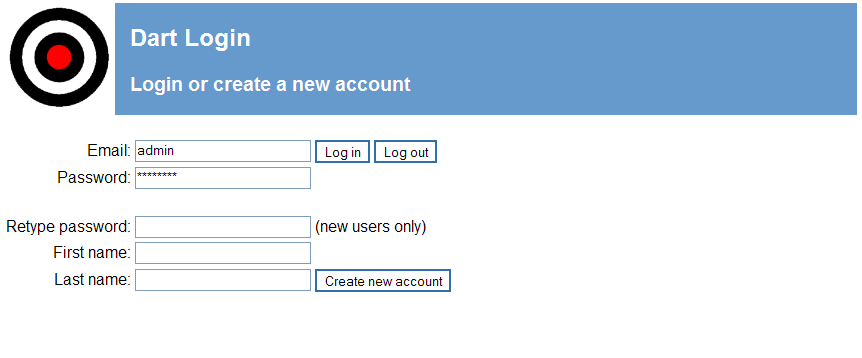 Dart Login
Login or create a new account
Email: admin Log in Log out
Password: ********
Retype password: (new users only)
First name:
Last name: Create new account